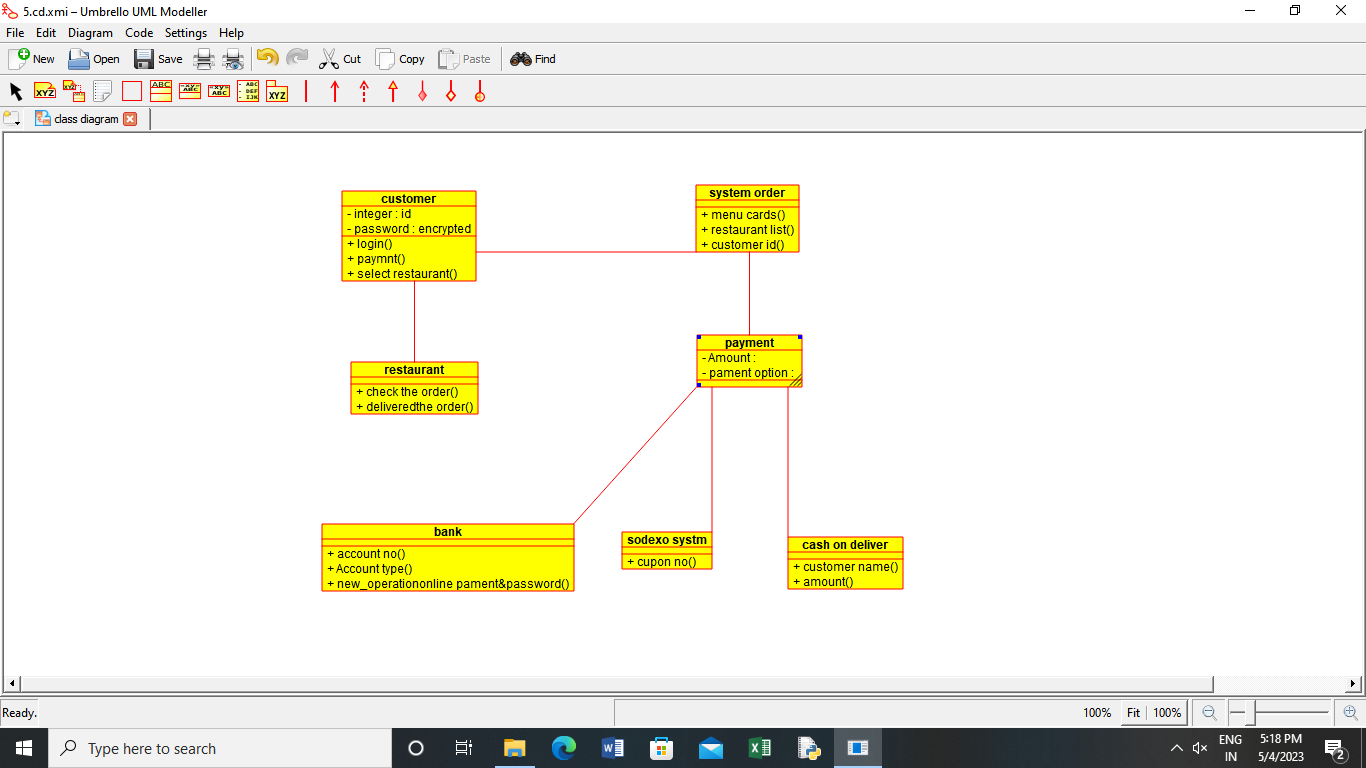 5.cd.xmi – Umbrello UML Modeller
File Edit Diagram Code Settings Help
New Open Save Cut Copy Paste Find
XYZ XYZ ABC -xy= ABC -xy= ABC - ABC - DEF - IJK XYZ
class diagram
customer
- integer : id
- password : encrypted
+ login()
+ paymnt()
+ select restaurant()
system order
+ menu cards()
+ restaurant list()
+ customer id()
restaurant
+ check the order()
+ deliveredthe order()
payment
- Amount :
- pament option :
bank
+ account no()
+ Account type()
+ new_operationonline pament&password()
sodexo systm
+ cupon no()
cash on deliver
+ customer name()
+ amount()
Ready.
100% Fit 100%
Type here to search
ENG
IN
5:18 PM
5/4/2023
2